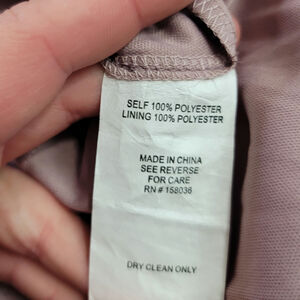 SELF 100% POLYESTER
LINING 100% POLYESTER
MADE IN CHINA
SEE REVERSE
FOR CARE
RN # 158036
DRY CLEAN ONLY